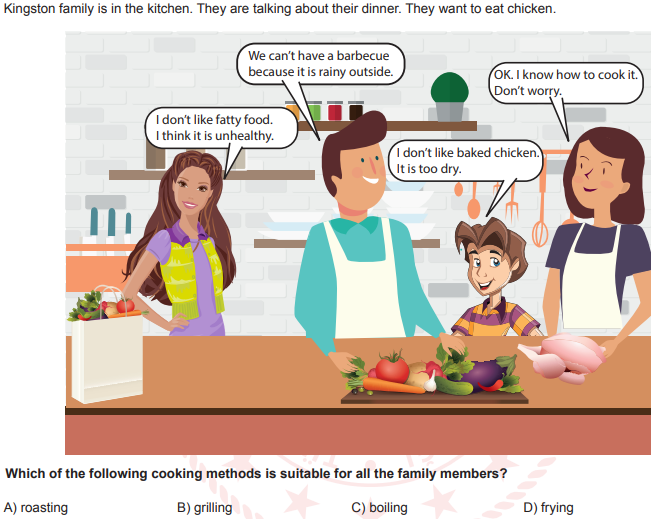 Kingston family is in the kitchen. They are talking about their dinner. They want to eat chicken.
We can't have a barbecue
because it is rainy outside.
OK. I know how to cook it.
Don't worry.
I don't like fatty food.
I think it is unhealthy.
I don't like baked chicken.
It is too dry.
Which of the following cooking methods is suitable for all the family members?
A) roasting B) grilling C) boiling D) frying